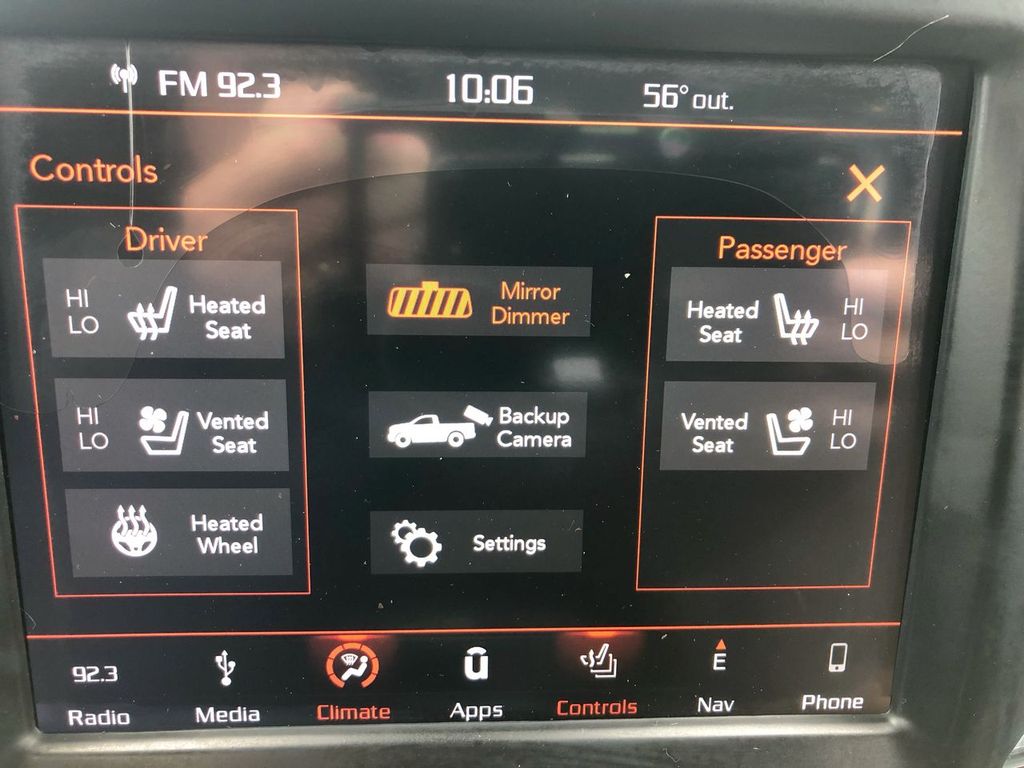 FM 92.3
10:06
56° out.
Controls
Driver
HI
LO
Heated
Seat
HI
LO
Vented
Seat
Heated
Wheel
Mirror
Dimmer
Backup
Camera
Settings
Passenger
Heated
Seat
HI
LO
Vented
Seat
HI
LO
92.3
Radio
Media
Climate
Apps
Controls
E
Nav
Phone